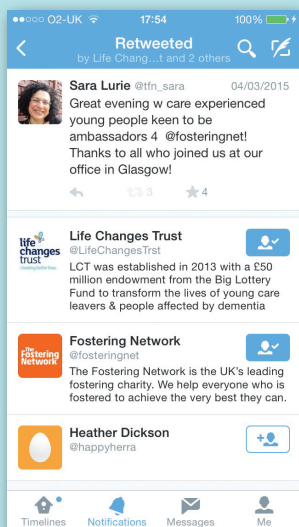 O2-UK 17:54 100%
Retweeted
by Life Chang...t and 2 others
Sara Lurie @tfn_sara 04/03/2015
Great evening w care experienced
young people keen to be
ambassadors 4 @fosteringnet!
Thanks to all who joined us at our
office in Glasgow!
3 4
life changes trust
Life Changes Trust
@LifeChangesTrst
LCT was established in 2013 with a £50
million endowment from the Big Lottery
Fund to transform the lives of young care
leavers & people affected by dementia
The
Fostering
Network
Fostering Network
@fosteringnet
The Fostering Network is the UK's leading
fostering charity. We help everyone who is
fostered to achieve the very best they can.
Heather Dickson
@happyherra
Timelines Notifications Messages Me